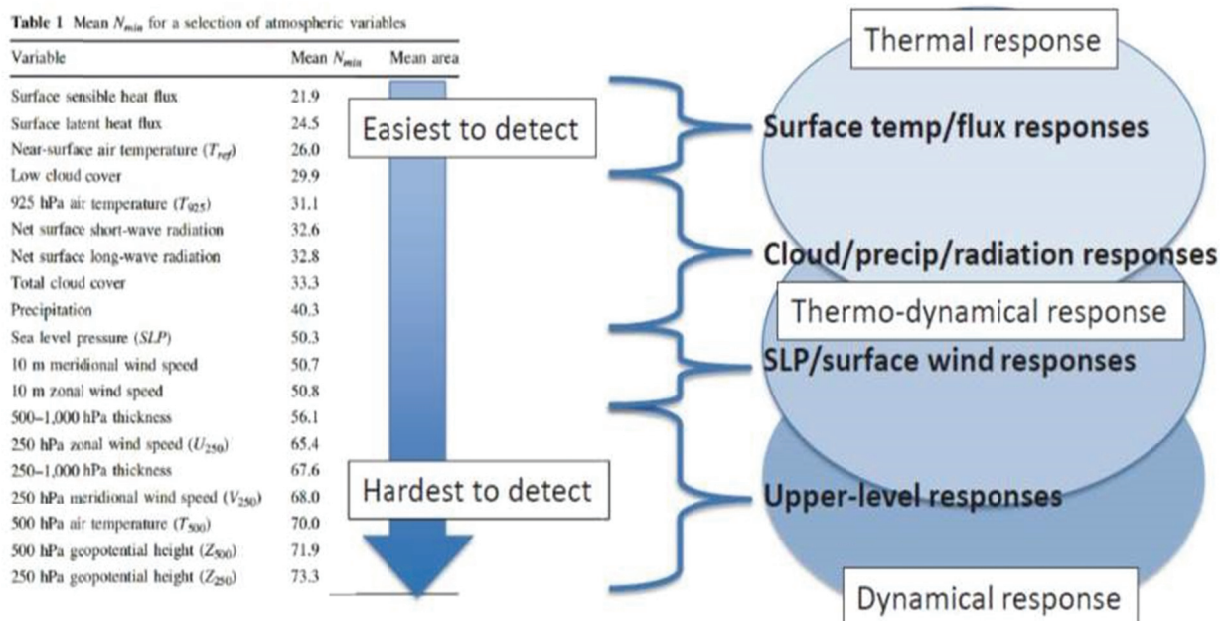 Table 1 Mean Nmin for a selection of atmospheric variables
Variable Mean Nmin Mean area
Surface sensible heat flux 21.9
Surface latent heat flux 24.5
Near-surface air temperature (Tref) 26.0
Low cloud cover 29.9
925 hPa air temperature (T925) 31.1
Net surface short-wave radiation 32.6
Net surface long-wave radiation 32.8
Total cloud cover 33.3
Precipitation 40.3
Sea level pressure (SLP) 50.3
10 m meridional wind speed 50.7
10 m zonal wind speed 50.8
500–1,000 hPa thickness 56.1
250 hPa zonal wind speed (U250) 65.4
250–1,000 hPa thickness 67.6
250 hPa meridional wind speed (V250) 68.0
500 hPa air temperature (T500) 70.0
500 hPa geopotential height (Z500) 71.9
250 hPa geopotential height (Z250) 73.3
Easiest to detect
Hardest to detect
Thermal response
Surface temp/flux responses
Cloud/precip/radiation responses
Thermo-dynamical response
SLP/surface wind responses
Upper-level responses
Dynamical response